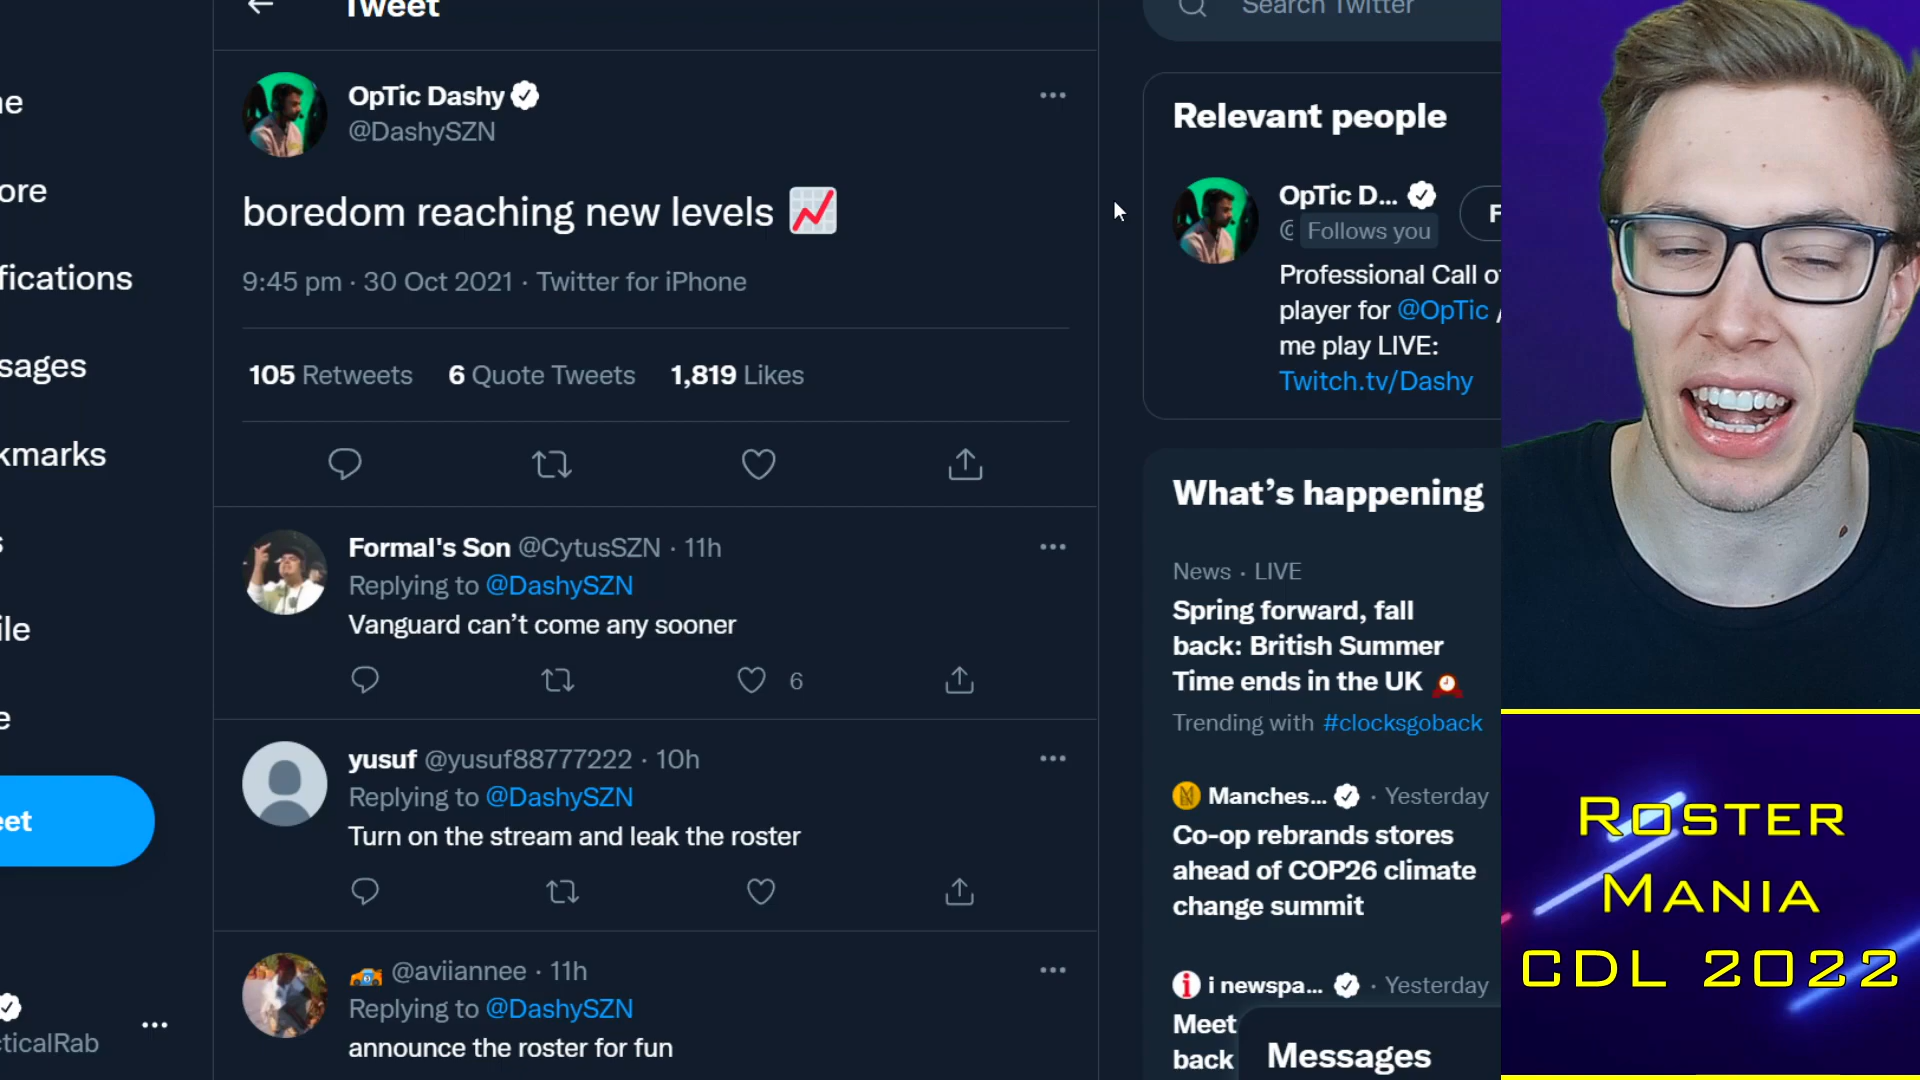 Tweet
Search Twitter
OpTic Dashy
@DashySZN
boredom reaching new levels
9:45 pm · 30 Oct 2021 · Twitter for iPhone
105 Retweets 6 Quote Tweets 1,819 Likes
Formal's Son @CytusSZN · 11h
Replying to @DashySZN
Vanguard can't come any sooner
6
yusuf @yusuf88777222 · 10h
Replying to @DashySZN
Turn on the stream and leak the roster
@aviiannee · 11h
Replying to @DashySZN
announce the roster for fun
ne
ore
fications
sages
kmarks
s
ile
e
eet
cticalRab
Relevant people
OpTic D...
@ Follows you
F
Professional Call of
player for @OpTic /
me play LIVE:
Twitch.tv/Dashy
What's happening
News · LIVE
Spring forward, fall
back: British Summer
Time ends in the UK
Trending with #clocksgoback
Manches... · Yesterday
Co-op rebrands stores
ahead of COP26 climate
change summit
i newspa... · Yesterday
Meet
back
Messages
Roster
Mania
CDL 2022